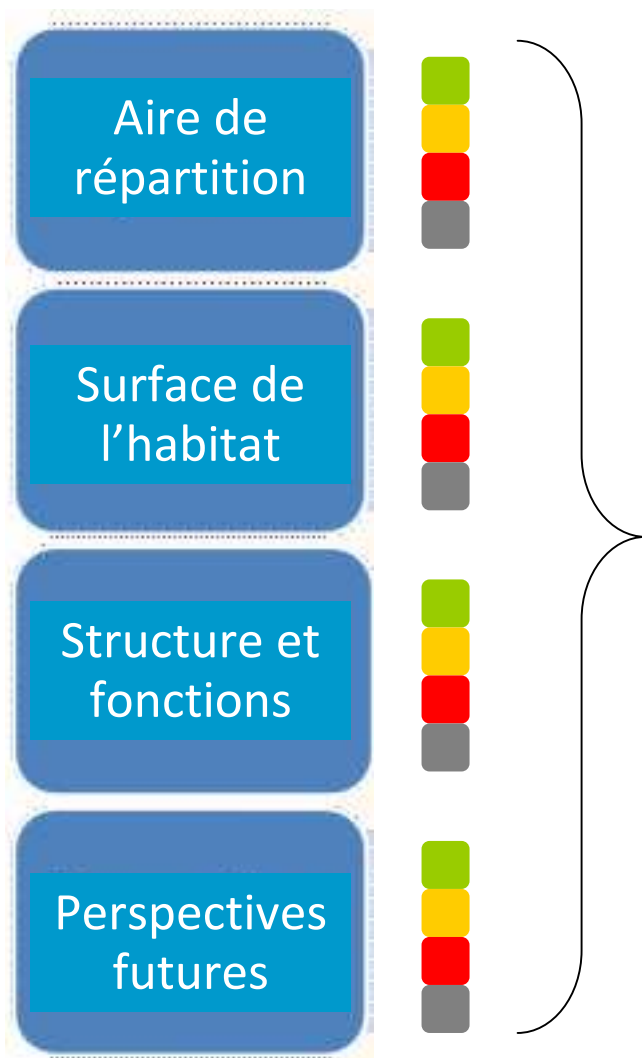 Aire de
répartition
Surface de
l’habitat
Structure et
fonctions
Perspectives
futures